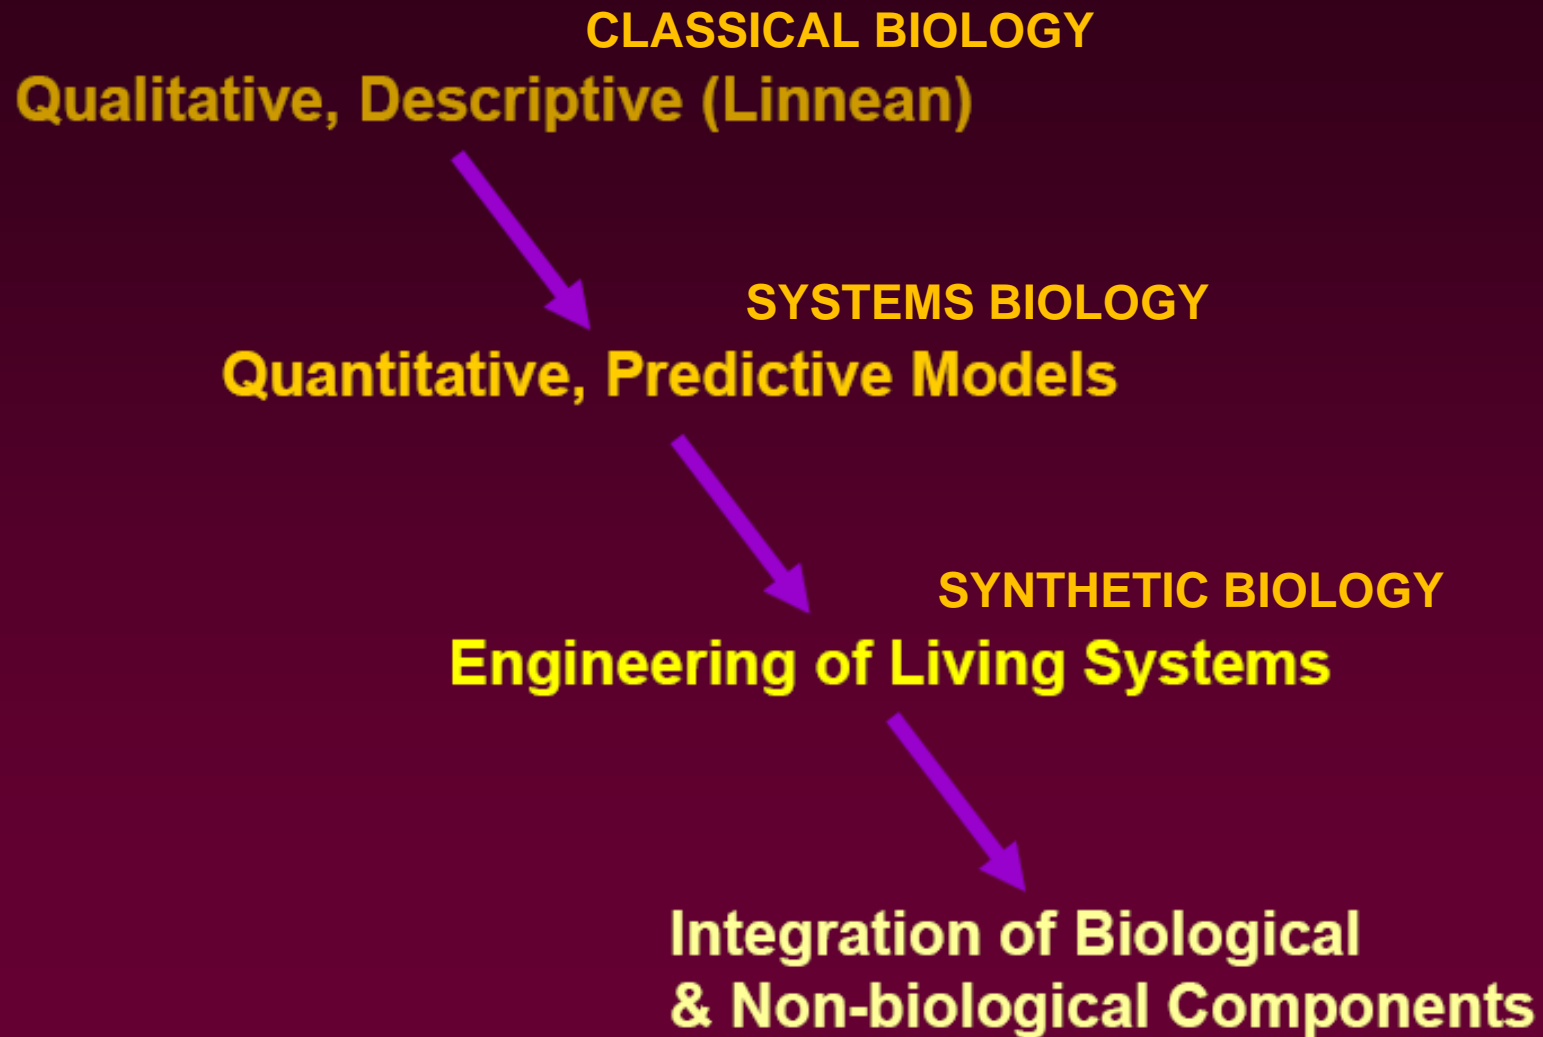 CLASSICAL BIOLOGY
Qualitative, Descriptive (Linnean)
SYSTEMS BIOLOGY
Quantitative, Predictive Models
SYNTHETIC BIOLOGY
Engineering of Living Systems
Integration of Biological
& Non-biological Components